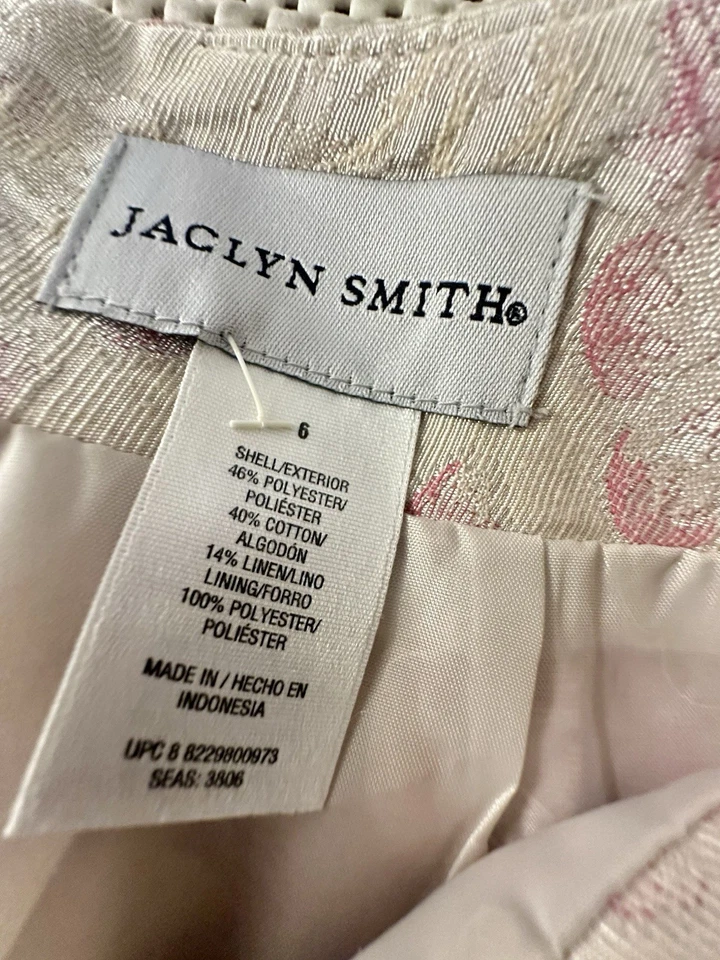 JACLYN SMITH®
6
SHELL/EXTERIOR
46% POLYESTER/
POLIÉSTER
40% COTTON/
ALGODÓN
14% LINEN/LINO
LINING/FORRO
100% POLYESTER/
POLIÉSTER
MADE IN / HECHO EN
INDONESIA
UPC 8 8229800973
SEAS: 3806